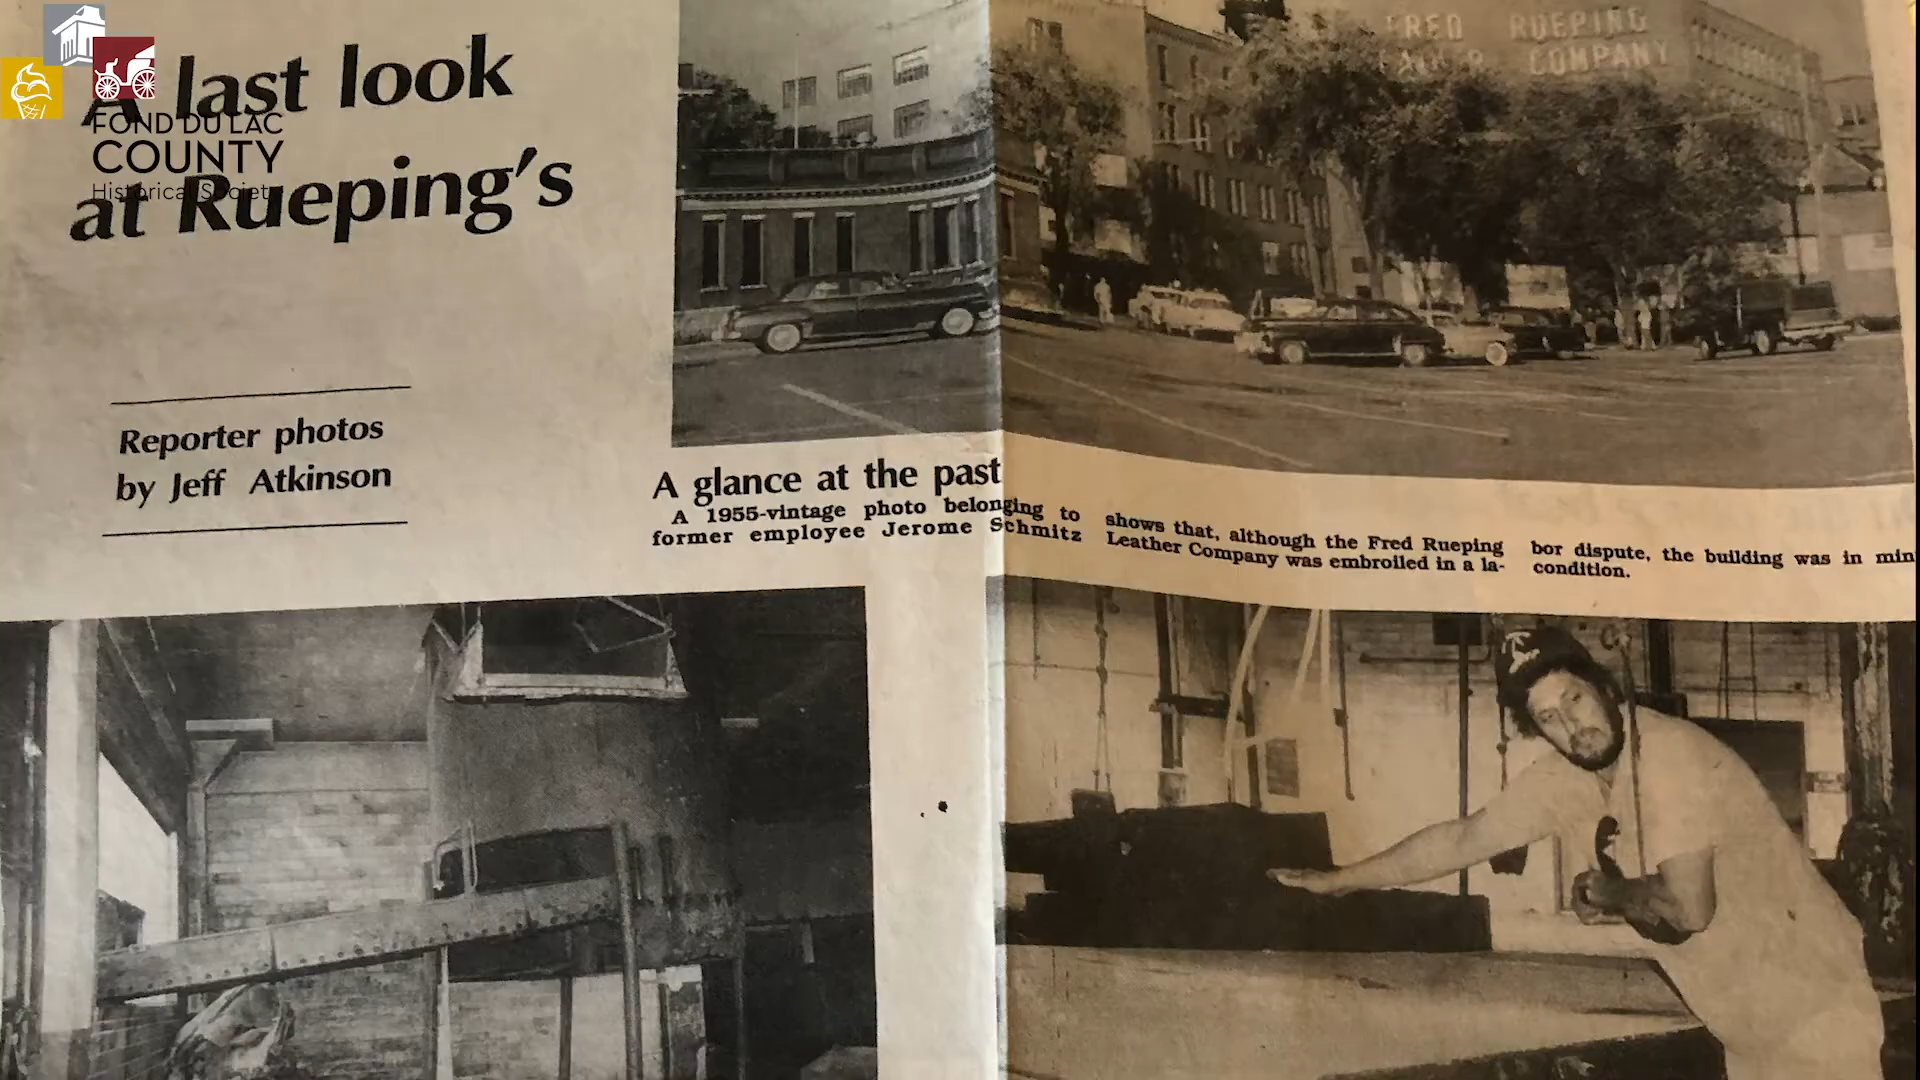 A last look
at Rueping's
FOND DU LAC
COUNTY
Historical Society
Reporter photos
by Jeff Atkinson
FRED RUEPING
COMPANY
A glance at the past
A 1955-vintage photo belonging to
former employee Jerome Schmitz
shows that, although the Fred Rueping
Leather Company was embroiled in a la-
bor dispute, the building was in min
condition.